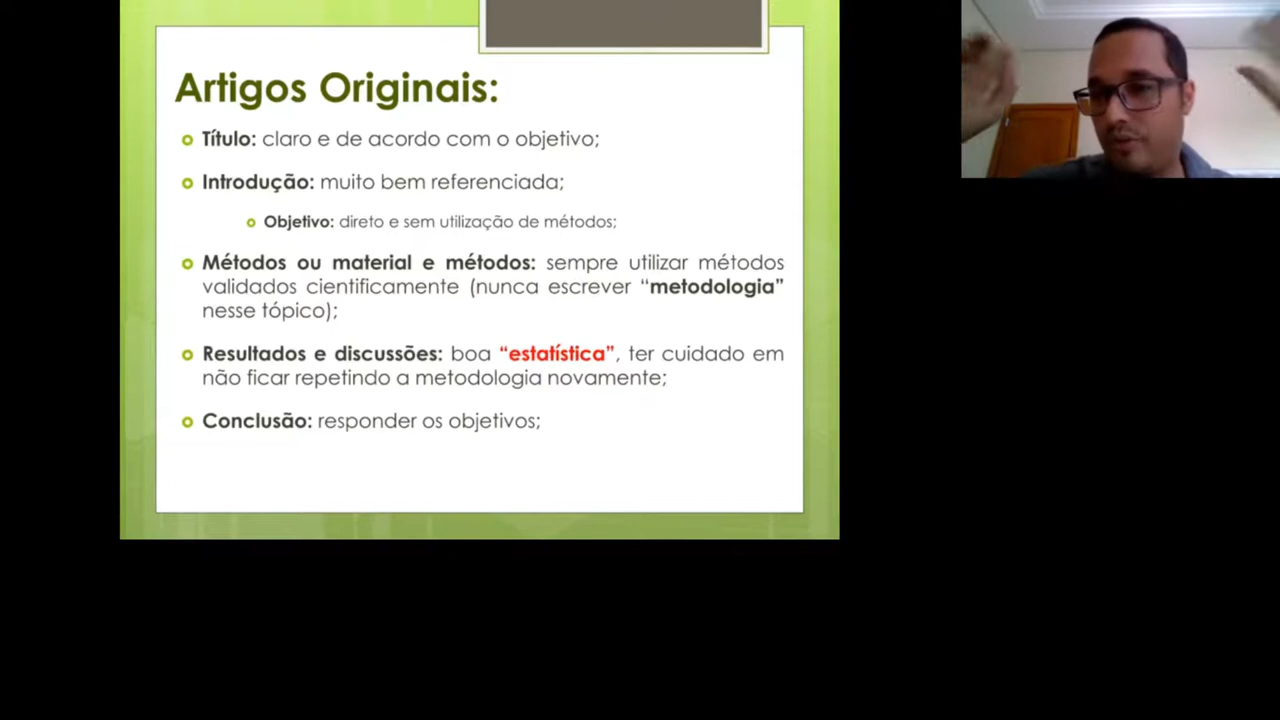 Artigos Originais:
Título: claro e de acordo com o objetivo;
Introdução: muito bem referenciada;
Objetivo: direto e sem utilização de métodos;
Métodos ou material e métodos: sempre utilizar métodos
validados cientificamente (nunca escrever “metodologia”
nesse tópico);
Resultados e discussões: boa “estatística”, ter cuidado em
não ficar repetindo a metodologia novamente;
Conclusão: responder os objetivos;